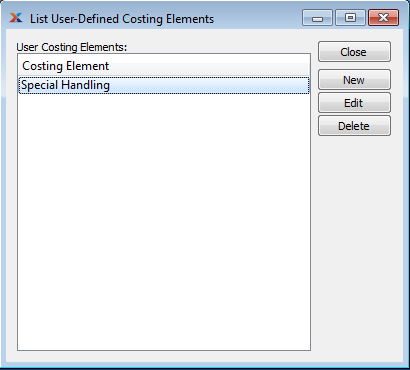 List User-Defined Costing Elements
User Costing Elements:
Close
Costing Element
Special Handling
New
Edit
Delete